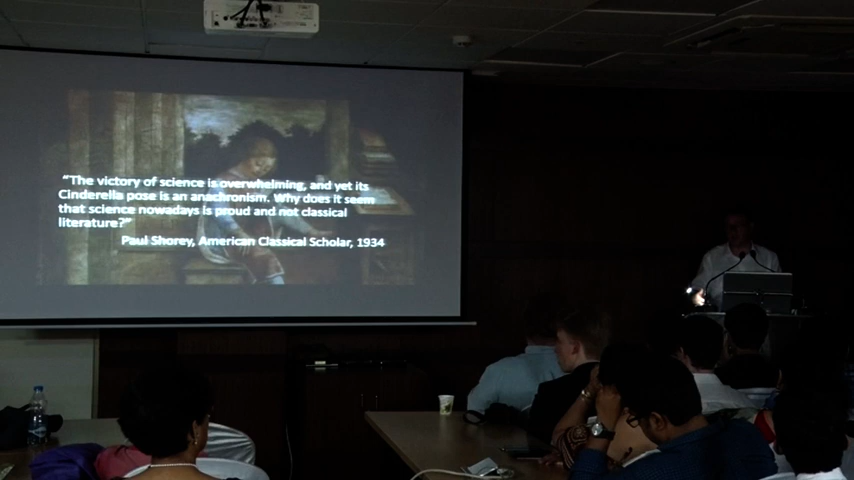 “The victory of science is overwhelming, and yet its
Cinderella pose is an anachronism. Why does it seem
that science nowadays is proud and not classical
literature?”
Paul Shorey, American Classical Scholar, 1934